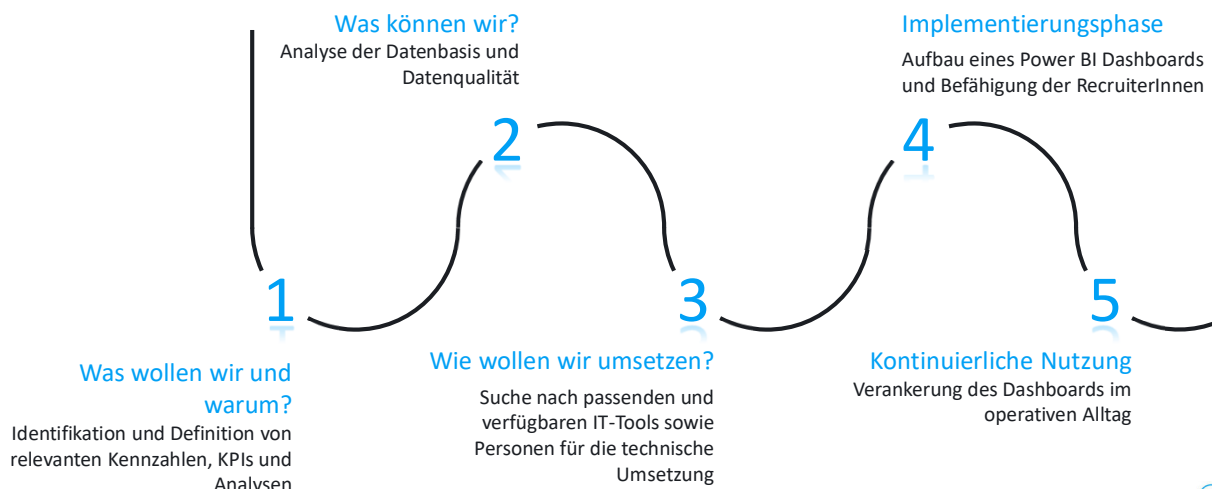 1
Was wollen wir und
warum?
Identifikation und Definition von
relevanten Kennzahlen, KPIs und
Analysen
2
Was können wir?
Analyse der Datenbasis und
Datenqualität
3
Wie wollen wir umsetzen?
Suche nach passenden und
verfügbaren IT-Tools sowie
Personen für die technische
Umsetzung
4
Implementierungsphase
Aufbau eines Power BI Dashboards
und Befähigung der RecruiterInnen
5
Kontinuierliche Nutzung
Verankerung des Dashboards im
operativen Alltag